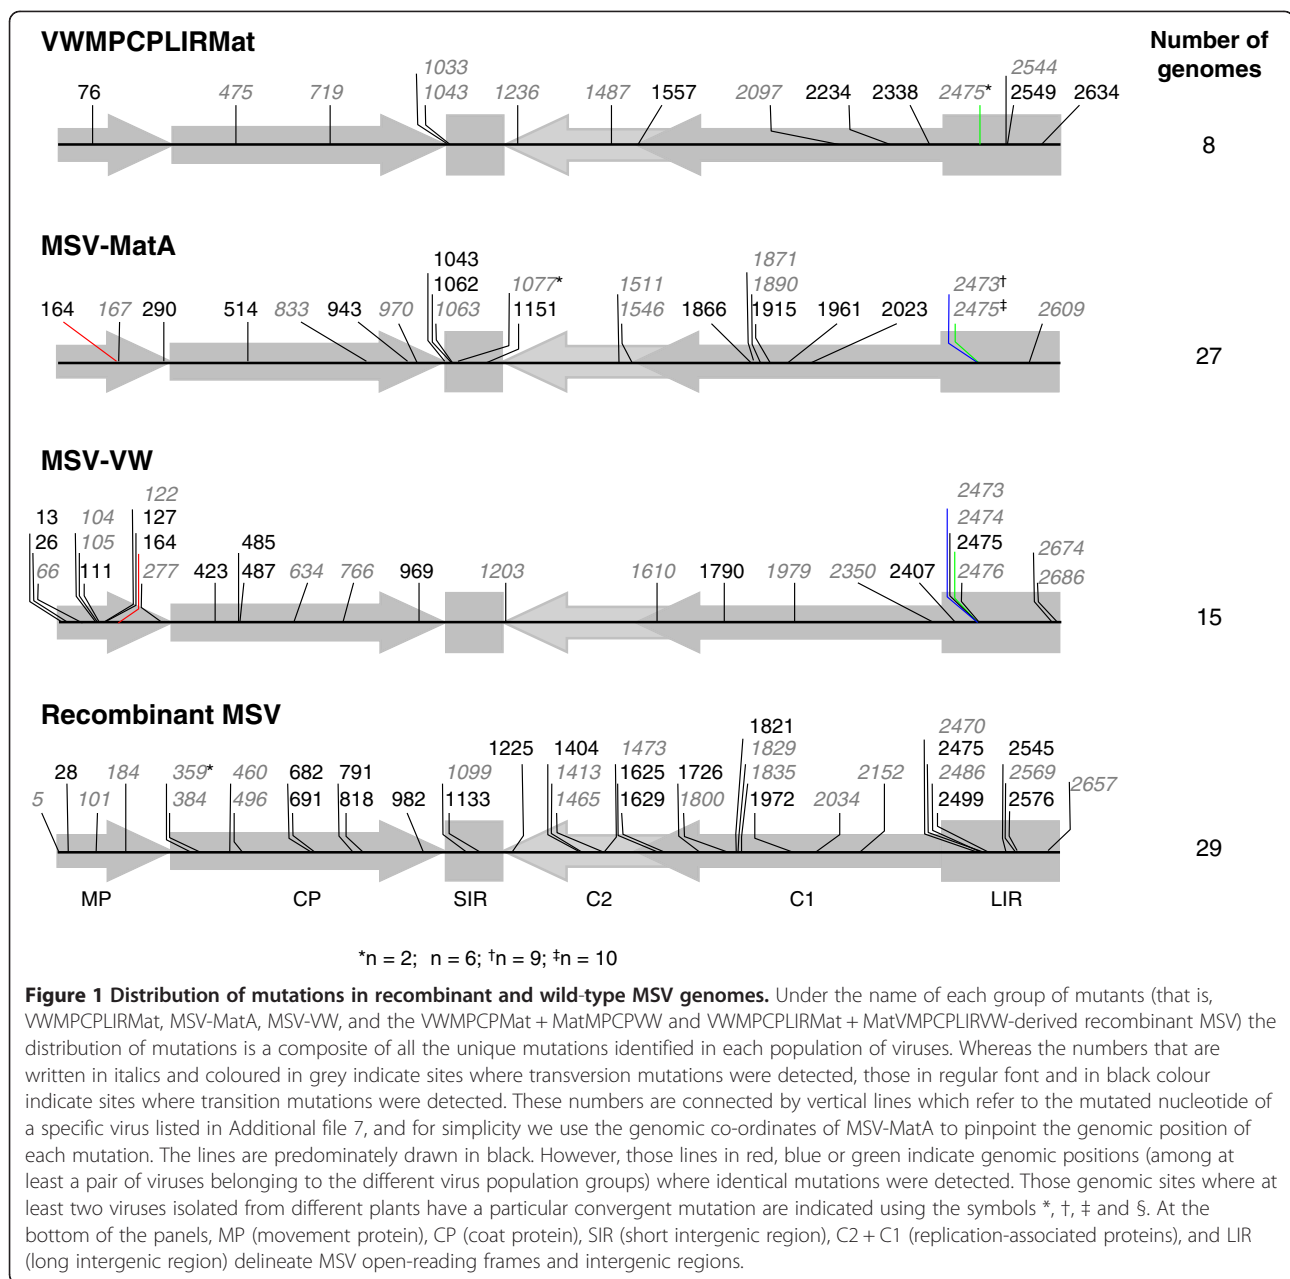 VWMPCPLIRMat
Number of
genomes
1033
2544
76 475 719 1043 1236 1487 1557 2097 2234 2338 2475* 2549 2634
8
MSV-MatA
1043 1871
1062 1077* 1511 1890 2473†
164 167 290 514 833 943 970 1063 1151 1546 1866 1915 1961 2023 2475‡ 2609
27
MSV-VW
122 2473
13 104 127 2474
26 105 164 485 2475 2674
66 111 277 423 487 634 766 969 1203 1610 1790 1979 2350 2407 2476 2686
15
Recombinant MSV
1821 2470
1225 1404 1473 1829 2475 2545
28 184 359* 460 682 791 1099 1413 1625 1726 1835 2152 2486 2569 2657
5 101 384 496 691 818 982 1133 1465 1629 1800 1972 2034 2499 2576
29
MP CP SIR C2 C1 LIR
*n = 2; n = 6; †n = 9; ‡n = 10
Figure 1 Distribution of mutations in recombinant and wild-type MSV genomes. Under the name of each group of mutants (that is,
VWMPCPLIRMat, MSV-MatA, MSV-VW, and the VWMPCPMat + MatMPCPVW and VWMPCPLIRMat + MatVMPCPLIRVW-derived recombinant MSV) the
distribution of mutations is a composite of all the unique mutations identified in each population of viruses. Whereas the numbers that are
written in italics and coloured in grey indicate sites where transversion mutations were detected, those in regular font and in black colour
indicate sites where transition mutations were detected. These numbers are connected by vertical lines which refer to the mutated nucleotide of
a specific virus listed in Additional file 7, and for simplicity we use the genomic co-ordinates of MSV-MatA to pinpoint the genomic position of
each mutation. The lines are predominately drawn in black. However, those lines in red, blue or green indicate genomic positions (among at
least a pair of viruses belonging to the different virus population groups) where identical mutations were detected. Those genomic sites where at
least two viruses isolated from different plants have a particular convergent mutation are indicated using the symbols *, †, ‡ and §. At the
bottom of the panels, MP (movement protein), CP (coat protein), SIR (short intergenic region), C2 + C1 (replication-associated proteins), and LIR
(long intergenic region) delineate MSV open-reading frames and intergenic regions.